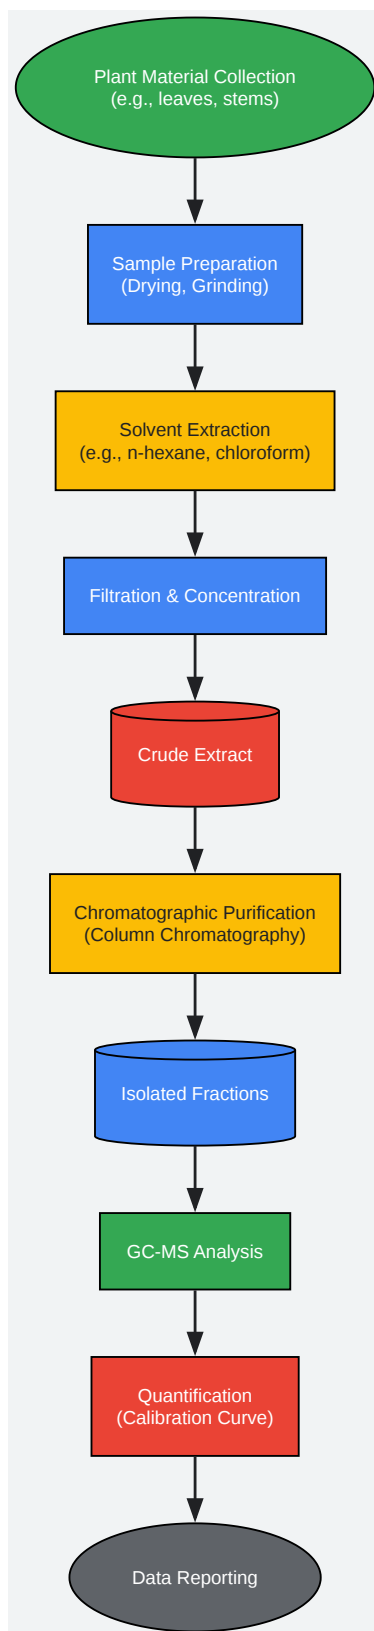 Plant Material Collection
(e.g., leaves, stems)
Sample Preparation
(Drying, Grinding)
Solvent Extraction
(e.g., n-hexane, chloroform)
Filtration & Concentration
Crude Extract
Chromatographic Purification
(Column Chromatography)
Isolated Fractions
GC-MS Analysis
Quantification
(Calibration Curve)
Data Reporting